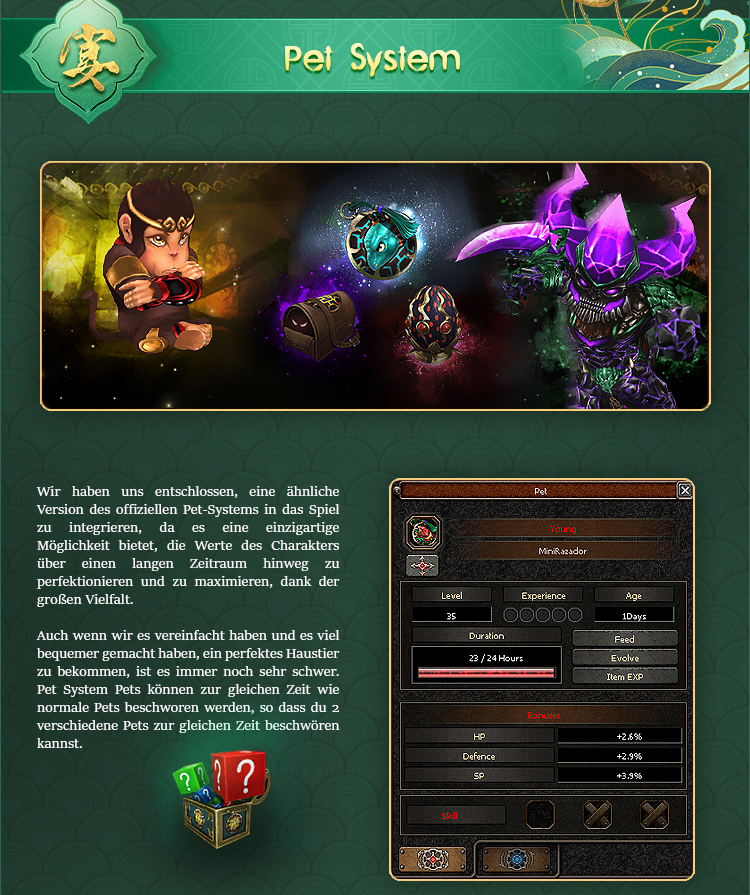 宴
Pet System
Wir haben uns entschlossen, eine ähnliche
Version des offiziellen Pet-Systems in das Spiel
zu integrieren, da es eine einzigartige
Möglichkeit bietet, die Werte des Charakters
über einen langen Zeitraum hinweg zu
perfektionieren und zu maximieren, dank der
großen Vielfalt.
Auch wenn wir es vereinfacht haben und es viel
bequemer gemacht haben, ein perfektes Haustier
zu bekommen, ist es immer noch sehr schwer.
Pet System Pets können zur gleichen Zeit wie
normale Pets beschworen werden, so dass du 2
verschiedene Pets zur gleichen Zeit beschwören
kannst.
? ? ?
Pet
Young
MiniRazador
Level Experience Age
35 1Days
Duration
23 / 24 Hours
Feed
Evolve
Item EXP
Bonuses
HP +2.6%
Defence +2.9%
SP +3.9%
Skill